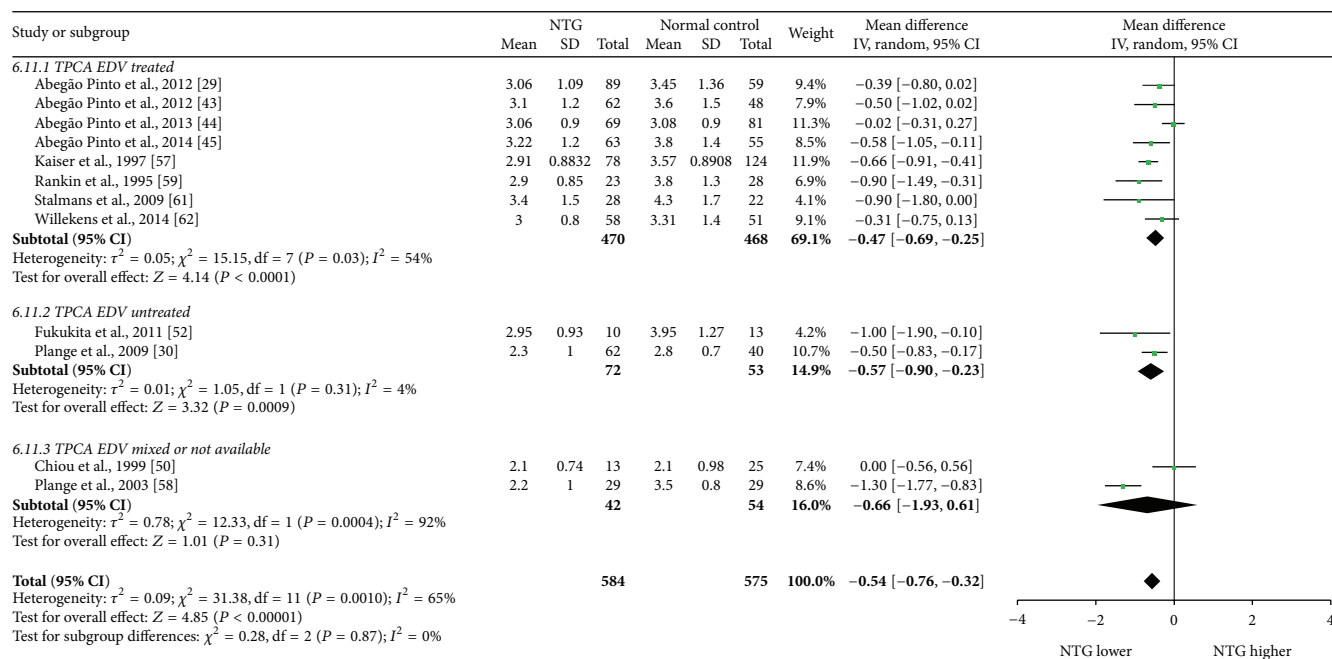 Study or subgroup NTG Normal control Weight Mean difference Mean difference
Mean SD Total Mean SD Total IV, random, 95% CI IV, random, 95% CI
6.11.1 TPCA EDV treated
Abegão Pinto et al., 2012 [29] 3.06 1.09 89 3.45 1.36 59 9.4% −0.39 [−0.80, 0.02]
Abegão Pinto et al., 2012 [43] 3.1 1.2 62 3.6 1.5 48 7.9% −0.50 [−1.02, 0.02]
Abegão Pinto et al., 2013 [44] 3.06 0.9 69 3.08 0.9 81 11.3% −0.02 [−0.31, 0.27]
Abegão Pinto et al., 2014 [45] 3.22 1.2 63 3.8 1.4 55 8.5% −0.58 [−1.05, −0.11]
Kaiser et al., 1997 [57] 2.91 0.8832 78 3.57 0.8908 124 11.9% −0.66 [−0.91, −0.41]
Rankin et al., 1995 [59] 2.9 0.85 23 3.8 1.3 28 6.9% −0.90 [−1.49, −0.31]
Stalmans et al., 2009 [61] 3.4 1.5 28 4.3 1.7 22 4.1% −0.90 [−1.80, 0.00]
Willekens et al., 2014 [62] 3 0.8 58 3.31 1.4 51 9.1% −0.31 [−0.75, 0.13]
Subtotal (95% CI) 470 468 69.1% −0.47 [−0.69, −0.25]
Heterogeneity: τ² = 0.05; χ² = 15.15, df = 7 (P = 0.03); I² = 54%
Test for overall effect: Z = 4.14 (P < 0.0001)
6.11.2 TPCA EDV untreated
Fukukita et al., 2011 [52] 2.95 0.93 10 3.95 1.27 13 4.2% −1.00 [−1.90, −0.10]
Plange et al., 2009 [30] 2.3 1 62 2.8 0.7 40 10.7% −0.50 [−0.83, −0.17]
Subtotal (95% CI) 72 53 14.9% −0.57 [−0.90, −0.23]
Heterogeneity: τ² = 0.01; χ² = 1.05, df = 1 (P = 0.31); I² = 4%
Test for overall effect: Z = 3.32 (P = 0.0009)
6.11.3 TPCA EDV mixed or not available
Chiou et al., 1999 [50] 2.1 0.74 13 2.1 0.98 25 7.4% 0.00 [−0.56, 0.56]
Plange et al., 2003 [58] 2.2 1 29 3.5 0.8 29 8.6% −1.30 [−1.77, −0.83]
Subtotal (95% CI) 42 54 16.0% −0.66 [−1.93, 0.61]
Heterogeneity: τ² = 0.78; χ² = 12.33, df = 1 (P = 0.0004); I² = 92%
Test for overall effect: Z = 1.01 (P = 0.31)
Total (95% CI) 584 575 100.0% −0.54 [−0.76, −0.32]
Heterogeneity: τ² = 0.09; χ² = 31.38, df = 11 (P = 0.0010); I² = 65%
Test for overall effect: Z = 4.85 (P < 0.00001)
Test for subgroup differences: χ² = 0.28, df = 2 (P = 0.87); I² = 0%
−4 −2 0 2 4
NTG lower NTG higher